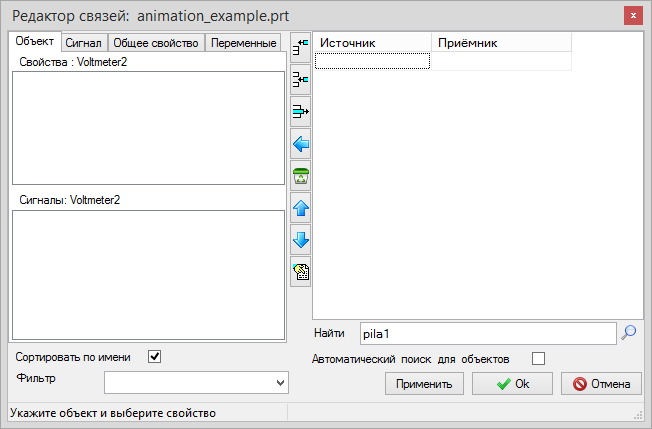 Редактор связей: animation_example.prt
Объект Сигнал Общее свойство Переменные
Свойства : Voltmeter2
Сигналы: Voltmeter2
Сортировать по имени
Фильтр
Источник Приёмник
Найти pila1
Автоматический поиск для объектов
Применить Ok Отмена
Укажите объект и выберите свойство